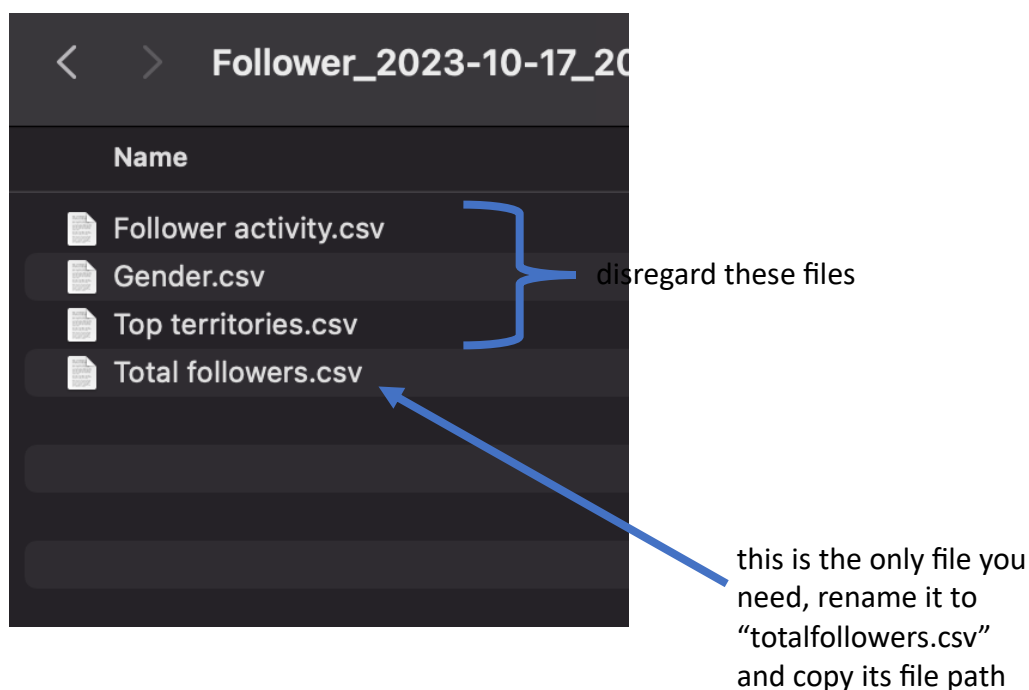 Follower_2023-10-17_20
Name
Follower activity.csv
Gender.csv
Top territories.csv
Total followers.csv
disregard these files
this is the only file you
need, rename it to
“totalfollowers.csv”
and copy its file path